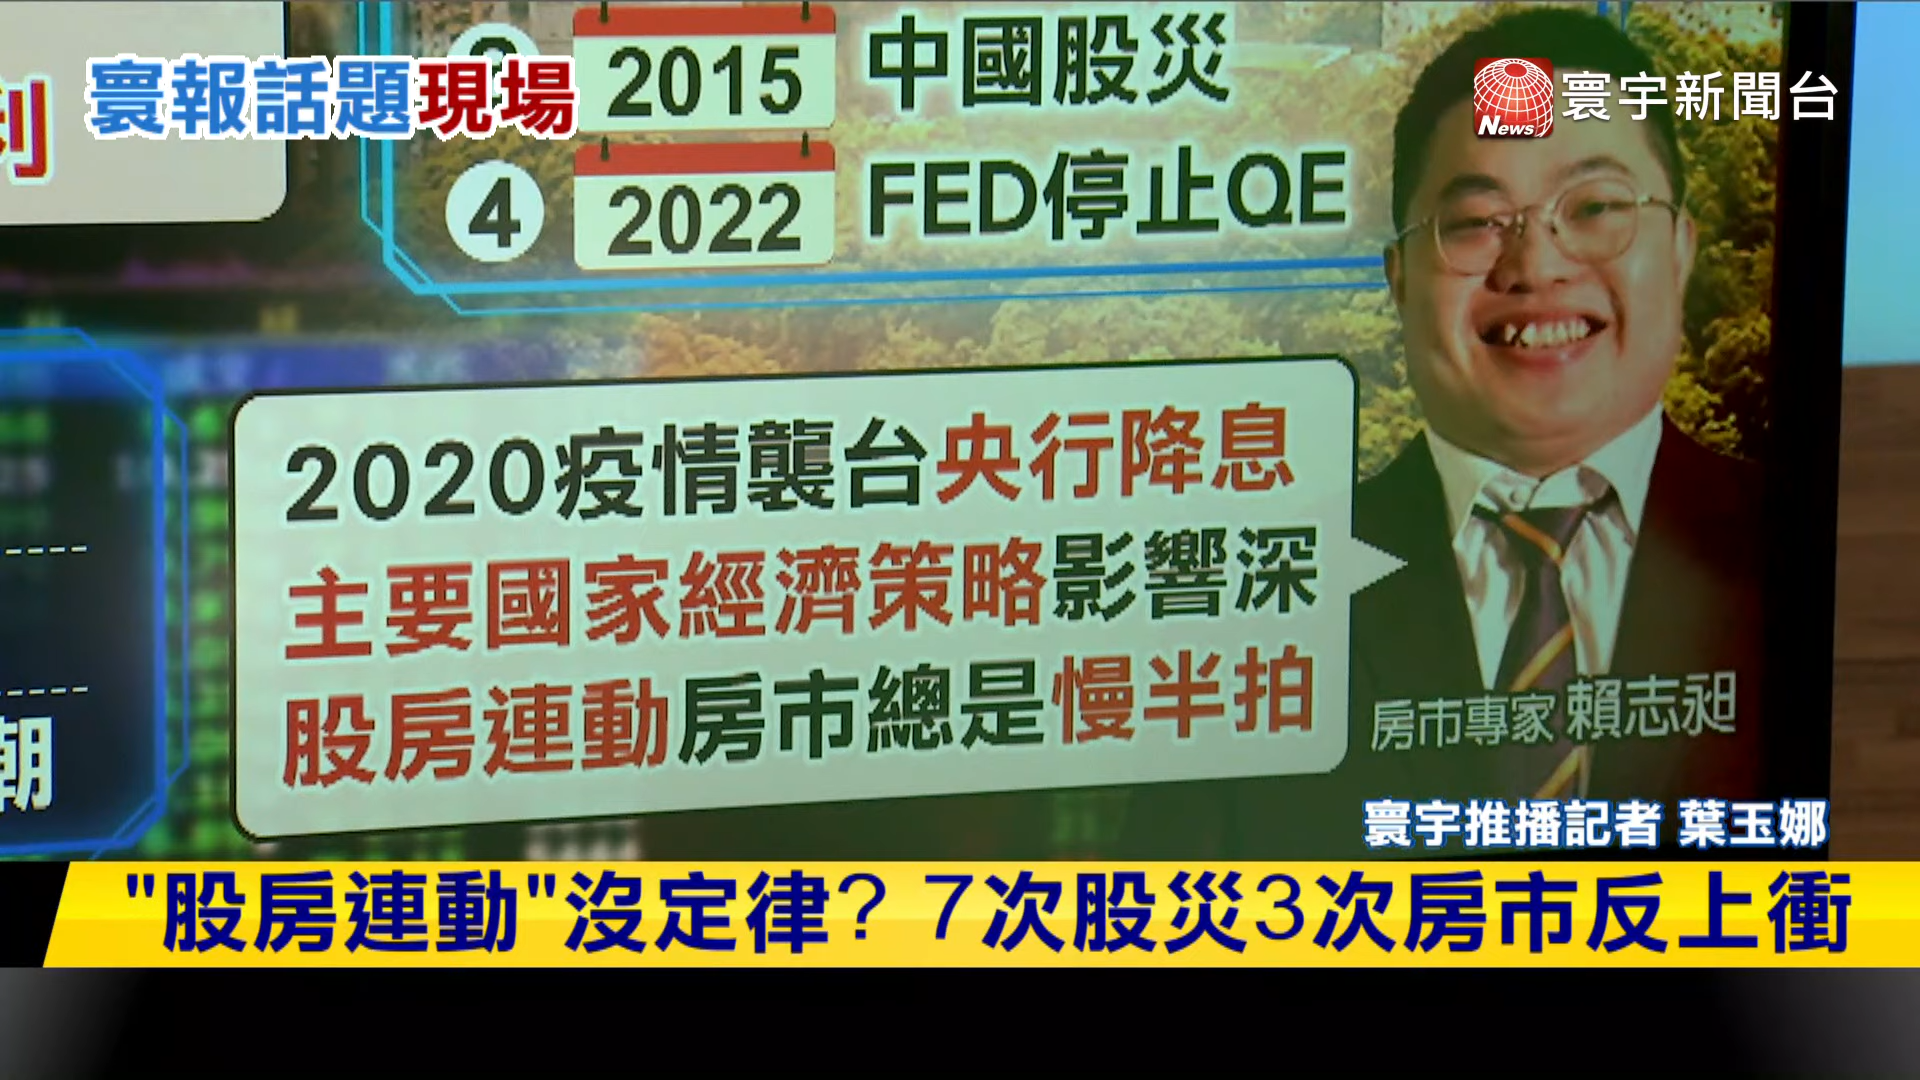 寰報話題現場
寰宇新聞台
News
利
2015 中國股災
4 2022 FED停止QE
2020疫情襲台央行降息
主要國家經濟策略影響深
股房連動房市總是慢半拍
房市專家 賴志昶
潮
寰宇推播記者 葉玉娜
"股房連動"沒定律? 7次股災3次房市反上衝